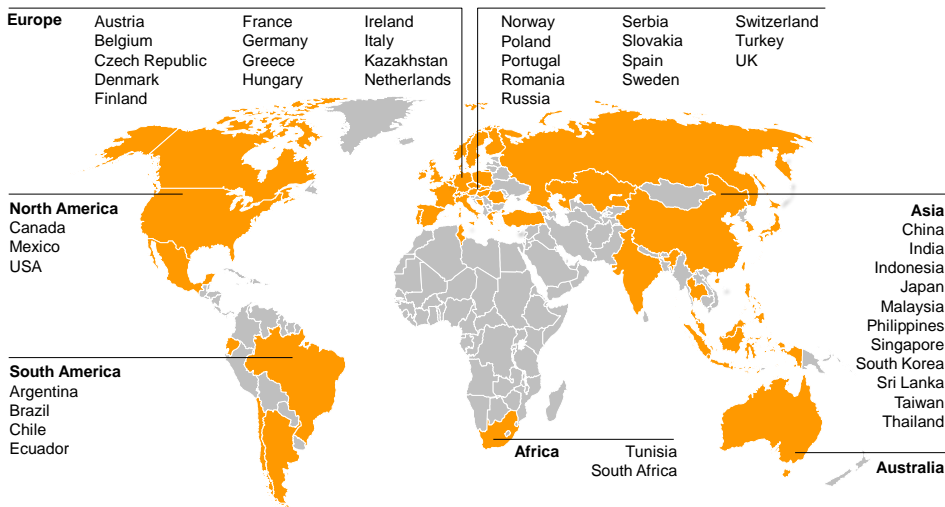 Europe
Austria
Belgium
Czech Republic
Denmark
Finland
France
Germany
Greece
Hungary
Ireland
Italy
Kazakhstan
Netherlands
Norway
Poland
Portugal
Romania
Russia
Serbia
Slovakia
Spain
Sweden
Switzerland
Turkey
UK
North America
Canada
Mexico
USA
South America
Argentina
Brazil
Chile
Ecuador
Africa
Tunisia
South Africa
Asia
China
India
Indonesia
Japan
Malaysia
Philippines
Singapore
South Korea
Sri Lanka
Taiwan
Thailand
Australia